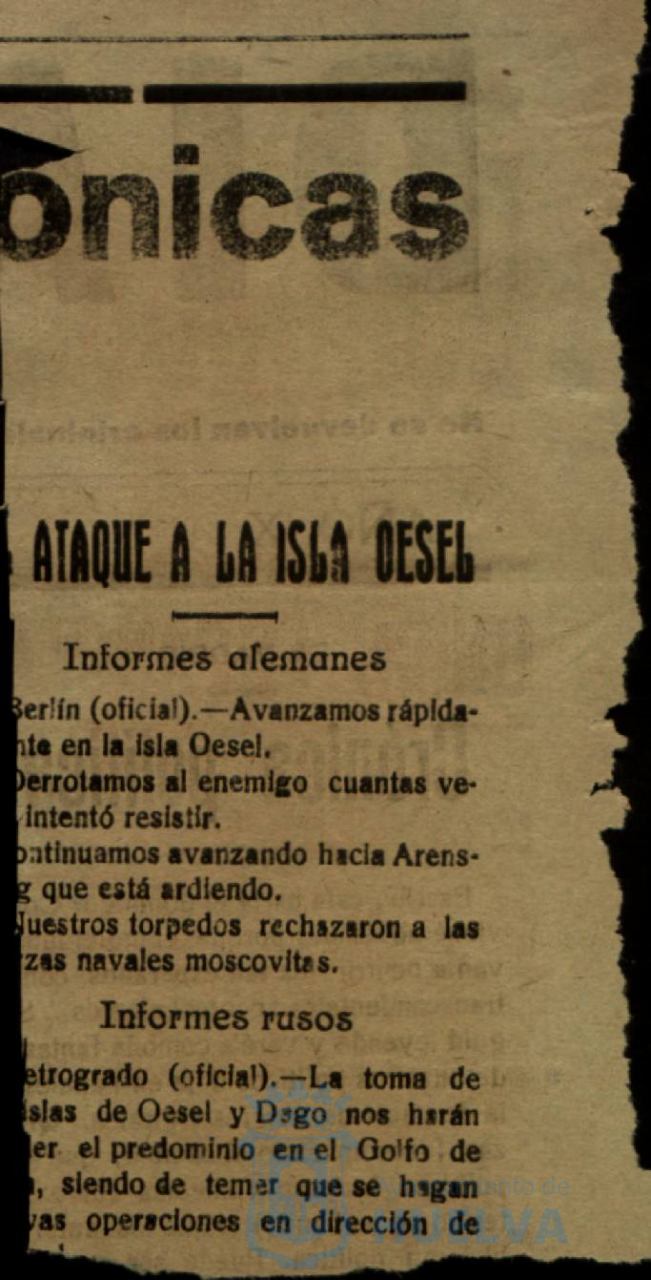 ónicas
ATAQUE A LA ISLA OESEL
Informes alemanes
Berlín (oficial).—Avanzamos rápida-
nte en la isla Oesel.
Derrotamos al enemigo cuantas ve-
intentó resistir.
ontinuamos avanzando hacia Arens-
g que está ardiendo.
Nuestros torpedos rechazaron a las
rzas navales moscovitas.
Informes rusos
etrogrado (oficial).—La toma de
islas de Oesel y Dago nos harán
der el predominio en el Golfo de
a, siendo de temer que se hagan
vas operaciones en dirección de
HUELVA